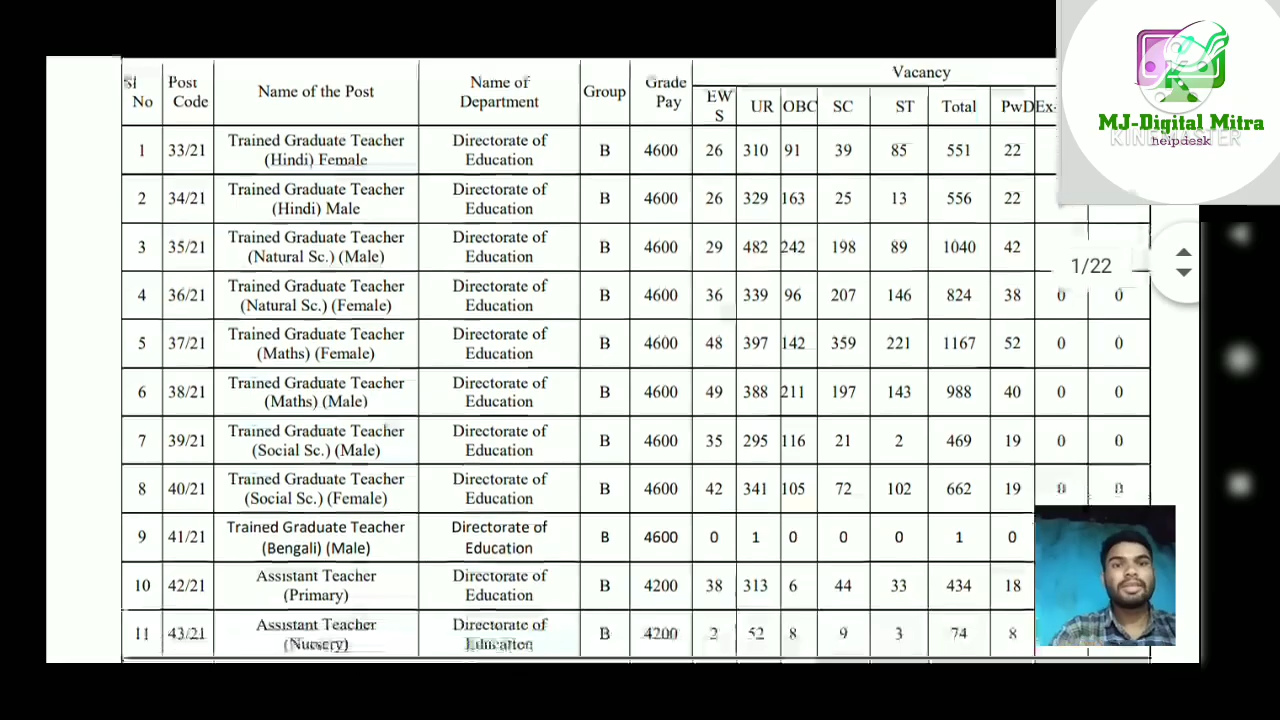 Sl No Post Code Name of the Post Name of Department Group Grade Pay Vacancy
EWS UR OBC SC ST Total PwD Ex-
1 33/21 Trained Graduate Teacher (Hindi) Female Directorate of Education B 4600 26 310 91 39 85 551 22
2 34/21 Trained Graduate Teacher (Hindi) Male Directorate of Education B 4600 26 329 163 25 13 556 22
3 35/21 Trained Graduate Teacher (Natural Sc.) (Male) Directorate of Education B 4600 29 482 242 198 89 1040 42
4 36/21 Trained Graduate Teacher (Natural Sc.) (Female) Directorate of Education B 4600 36 339 96 207 146 824 38 0 0
5 37/21 Trained Graduate Teacher (Maths) (Female) Directorate of Education B 4600 48 397 142 359 221 1167 52 0 0
6 38/21 Trained Graduate Teacher (Maths) (Male) Directorate of Education B 4600 49 388 211 197 143 988 40 0 0
7 39/21 Trained Graduate Teacher (Social Sc.) (Male) Directorate of Education B 4600 35 295 116 21 2 469 19 0 0
8 40/21 Trained Graduate Teacher (Social Sc.) (Female) Directorate of Education B 4600 42 341 105 72 102 662 19 0 0
9 41/21 Trained Graduate Teacher (Bengali) (Male) Directorate of Education B 4600 0 1 0 0 0 1 0
10 42/21 Assistant Teacher (Primary) Directorate of Education B 4200 38 313 6 44 33 434 18
11 43/21 Assistant Teacher (Nursery) Directorate of Education B 4200 2 52 8 9 3 74 8
MJ-Digital Mitra
KINEMASTER
helpdesk
1/22